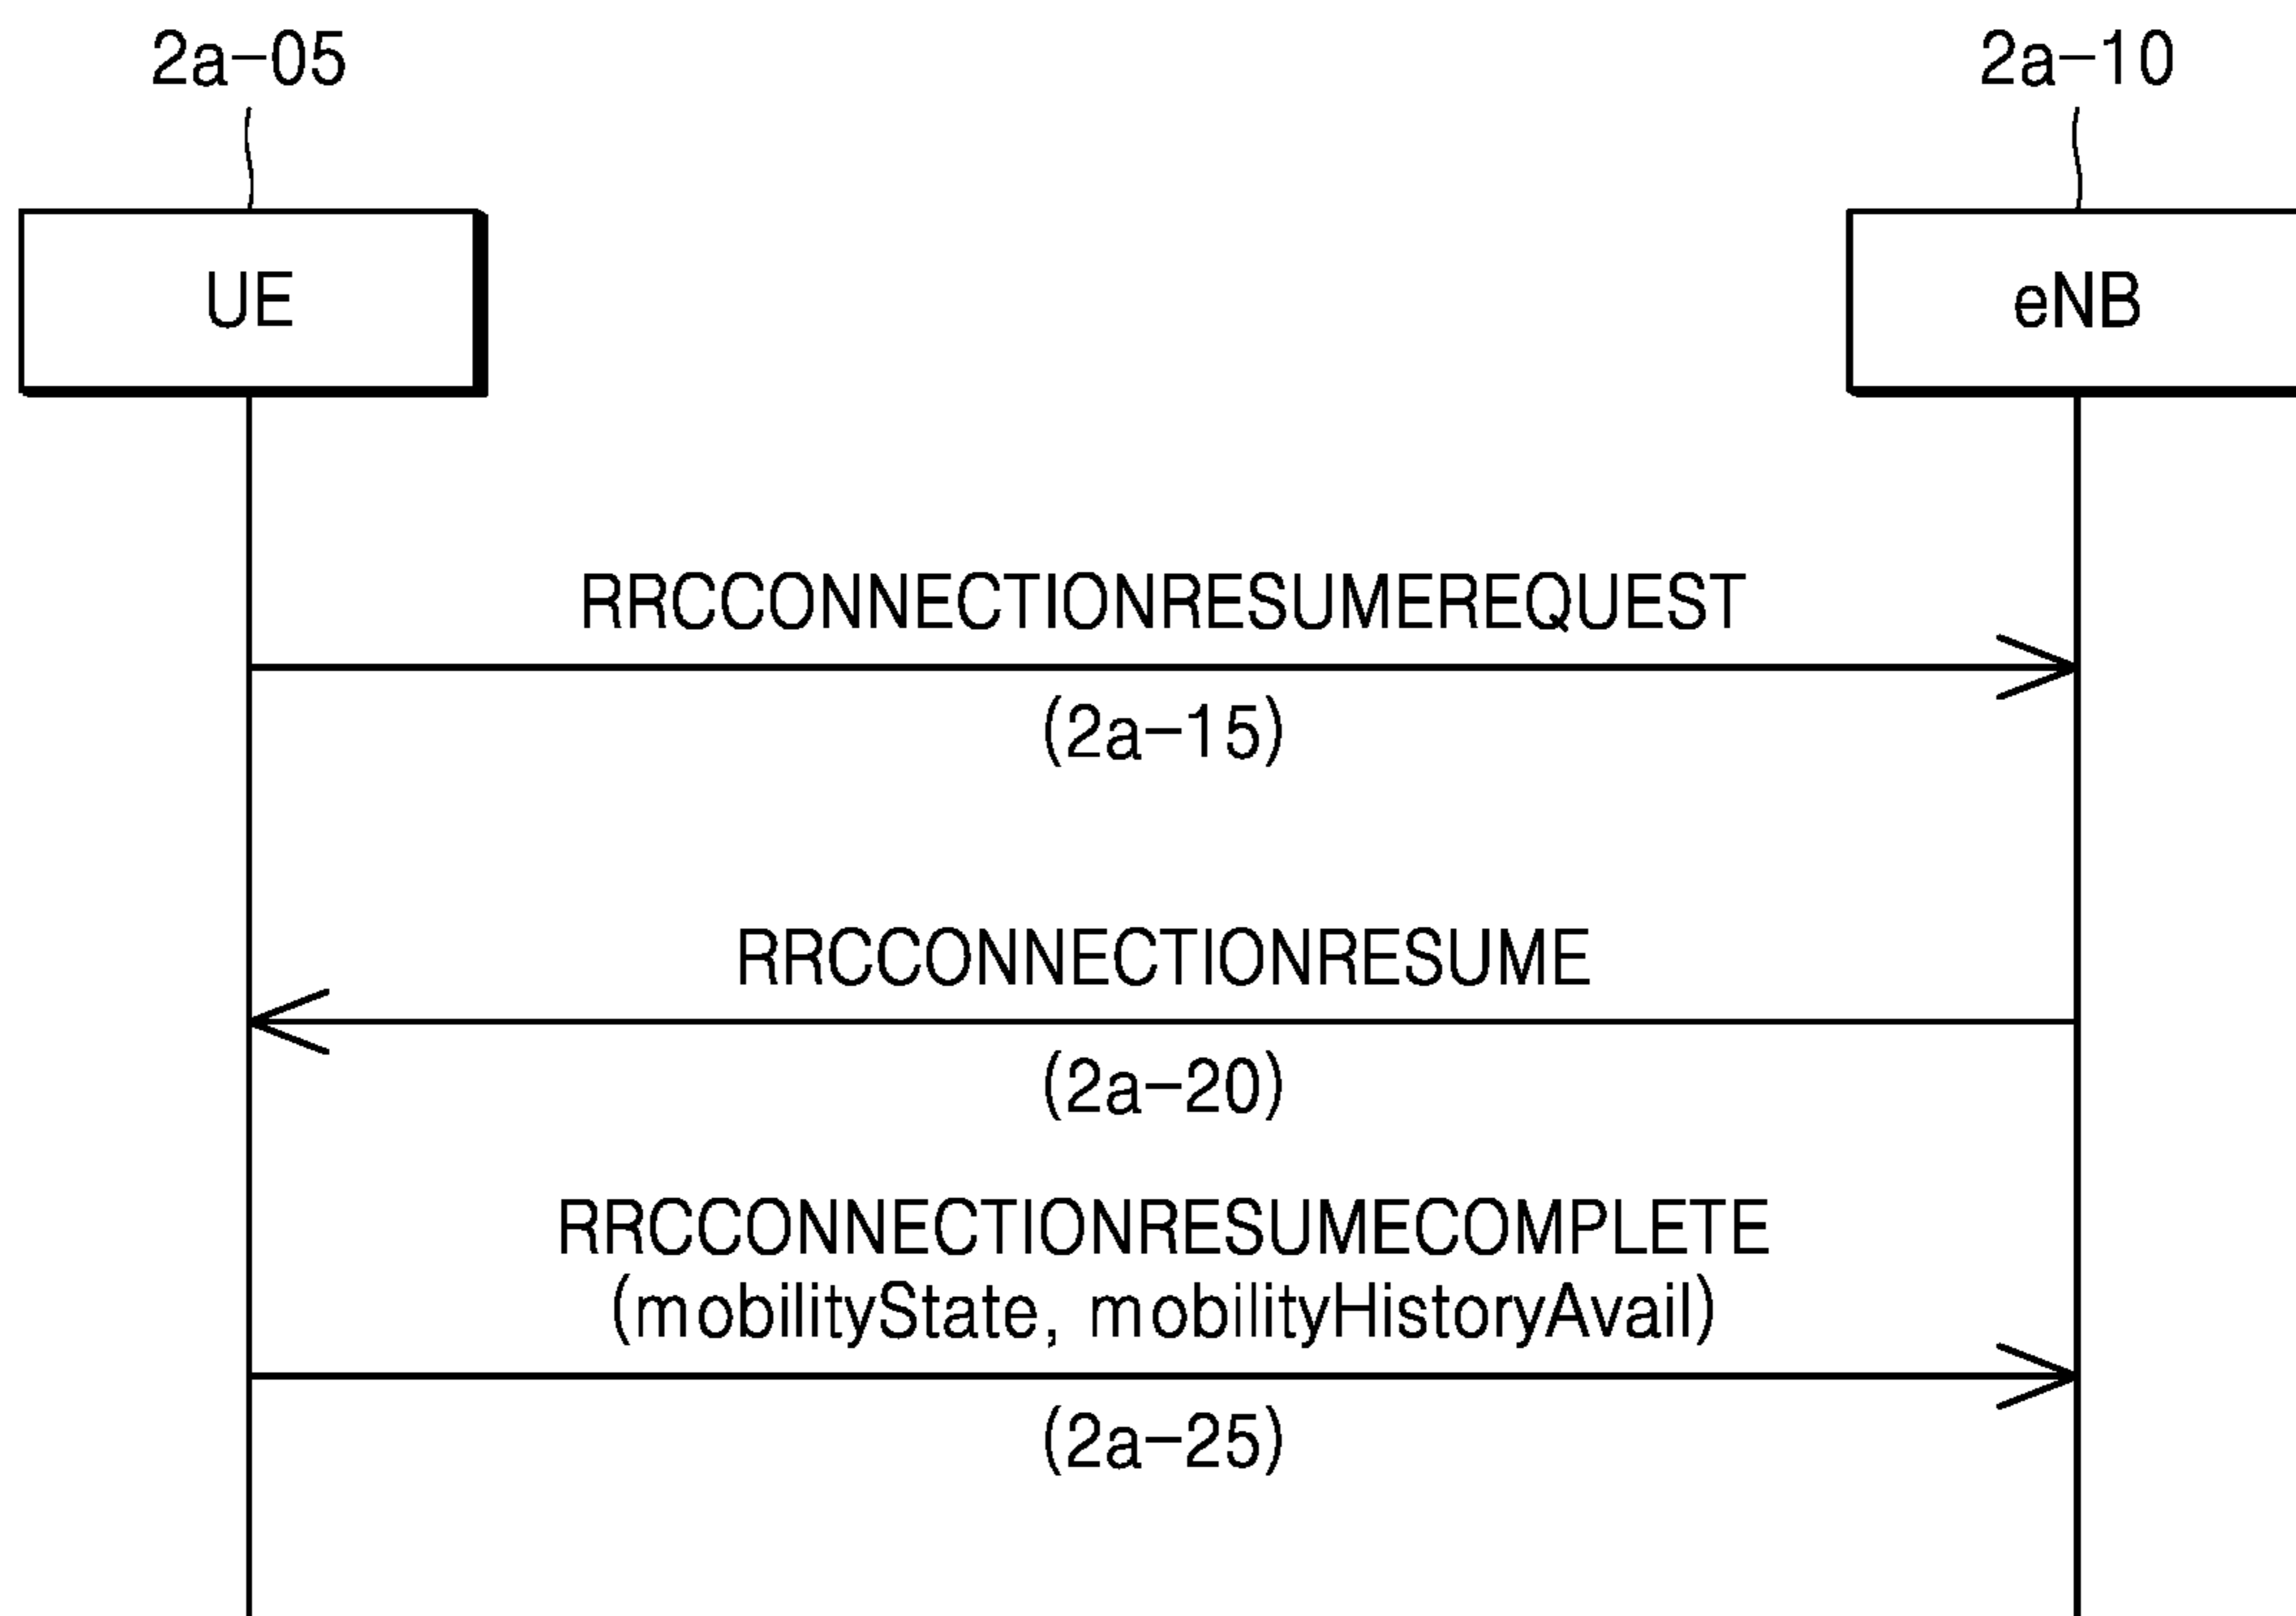 2a-05
2a-10
UE
eNB
RRCCONNECTIONRESUMEREQUEST
(2a-15)
RRCCONNECTIONRESUME
(2a-20)
RRCCONNECTIONRESUMECOMPLETE
(mobilityState, mobilityHistoryAvail)
(2a-25)